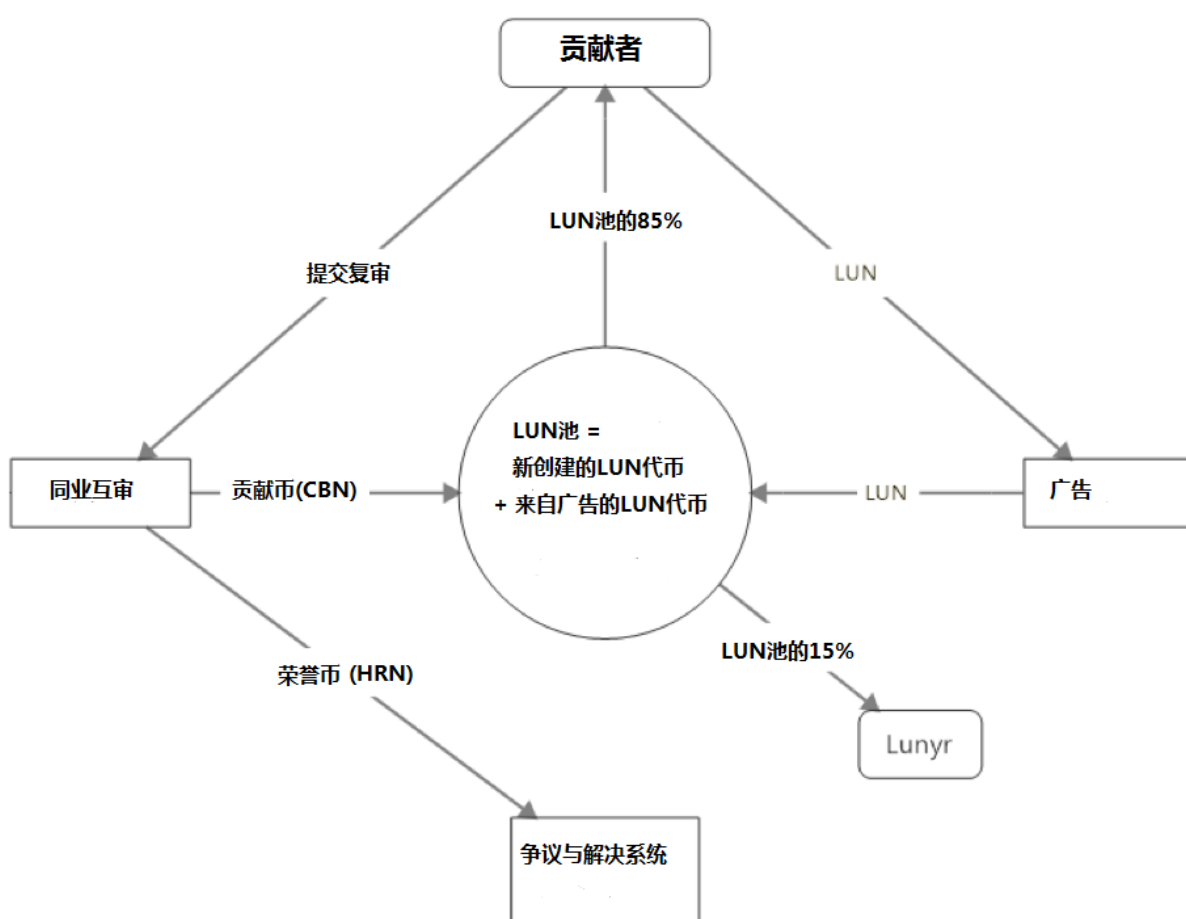 贡献者
LUN池的85%
提交复审
LUN
LUN池 =
新创建的LUN代币
+ 来自广告的LUN代币
同业互审
贡献币(CBN)
LUN
广告
LUN池的15%
荣誉币 (HRN)
Lunyr
争议与解决系统